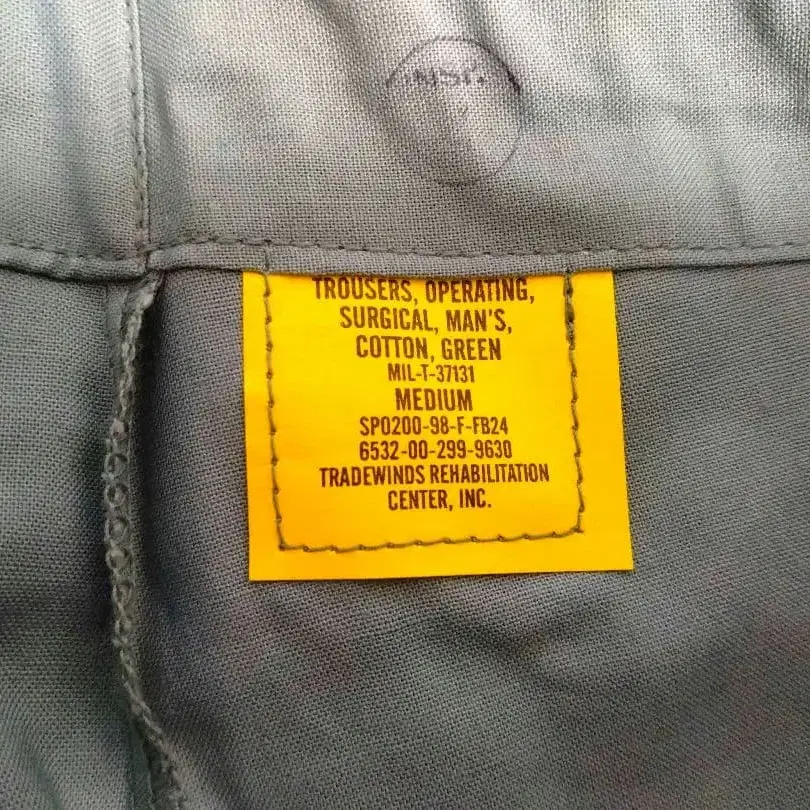 INSP.
TROUSERS, OPERATING,
SURGICAL, MAN'S,
COTTON, GREEN
MIL-T-37131
MEDIUM
SP0200-98-F-FB24
6532-00-299-9630
TRADEWINDS REHABILITATION
CENTER, INC.